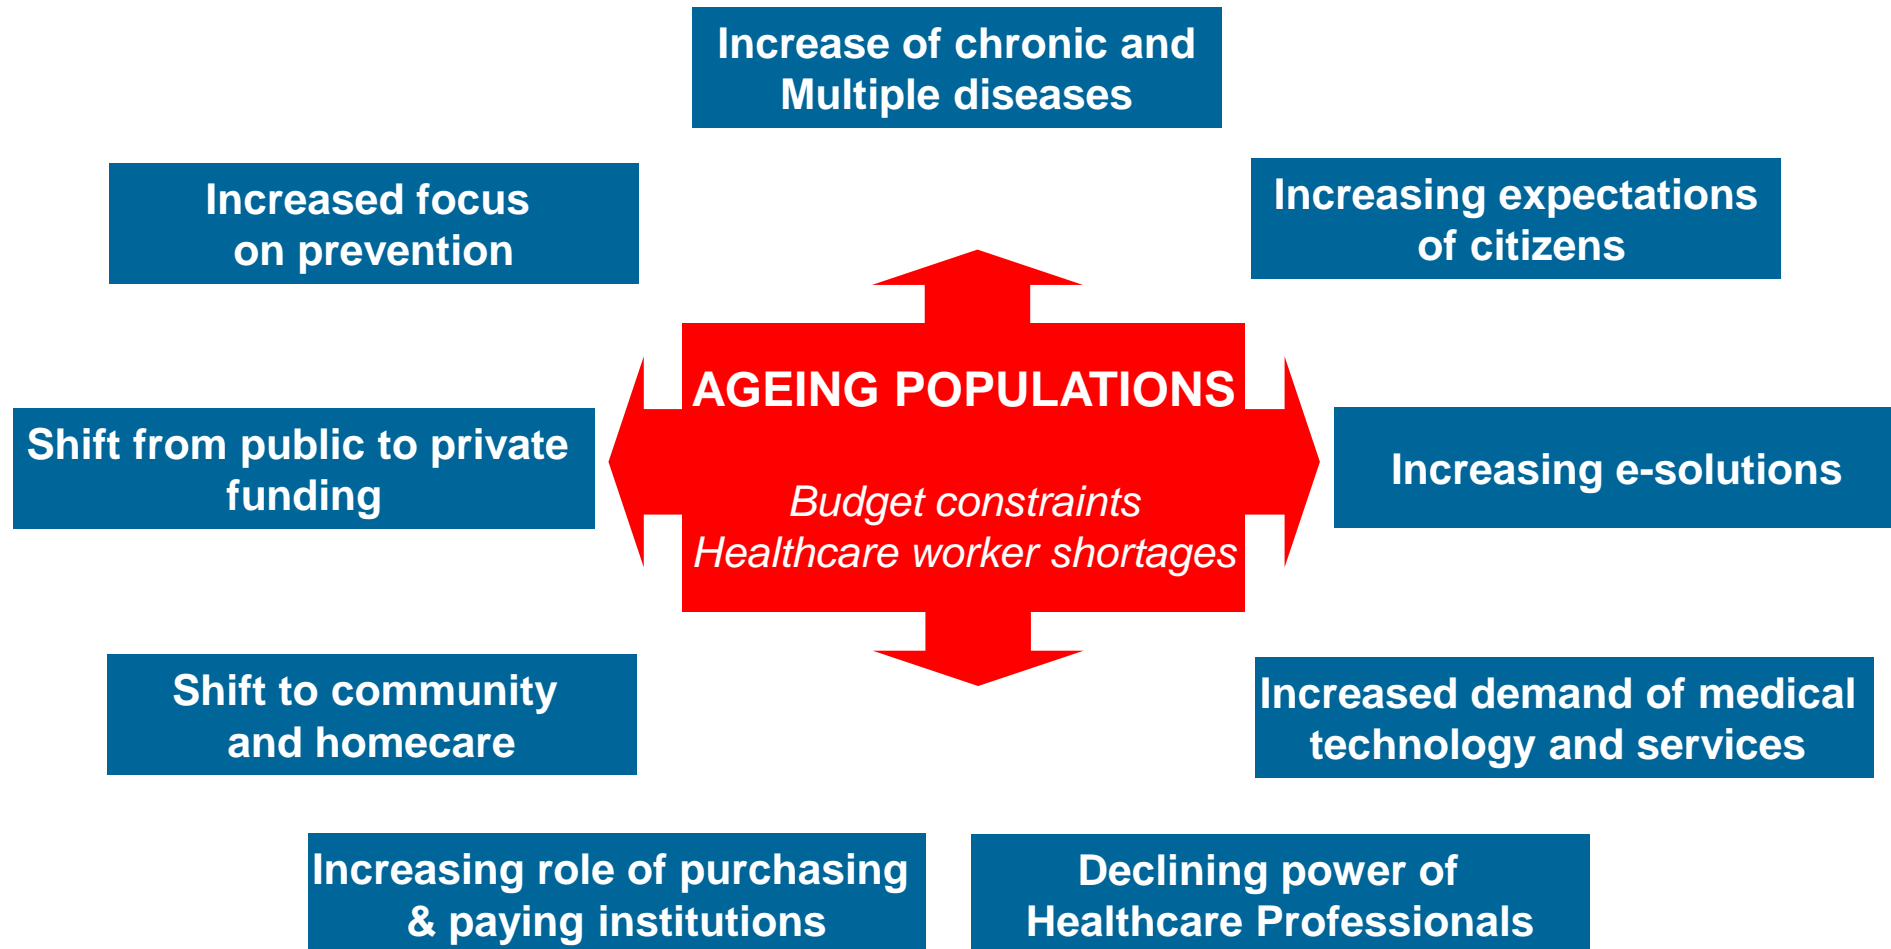 Increase of chronic and
Multiple diseases
Increased focus
on prevention
Increasing expectations
of citizens
AGEING POPULATIONS
Budget constraints
Healthcare worker shortages
Shift from public to private
funding
Increasing e-solutions
Shift to community
and homecare
Increased demand of medical
technology and services
Increasing role of purchasing
& paying institutions
Declining power of
Healthcare Professionals